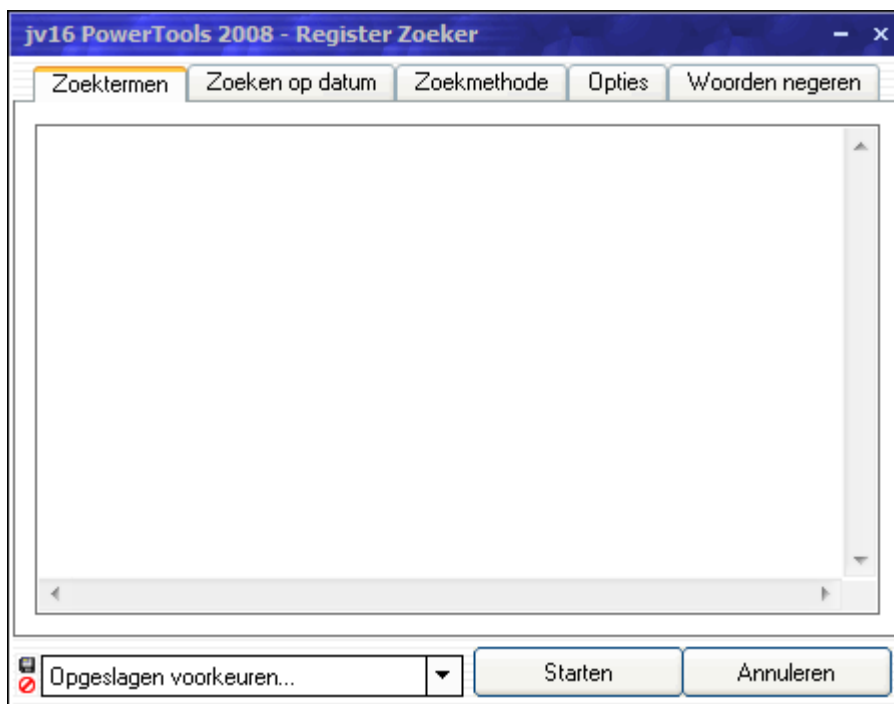 jv16 PowerTools 2008 - Register Zoeker
Zoektermen Zoeken op datum Zoekmethode Opties Woorden negeren
Opgeslagen voorkeuren... Starten Annuleren